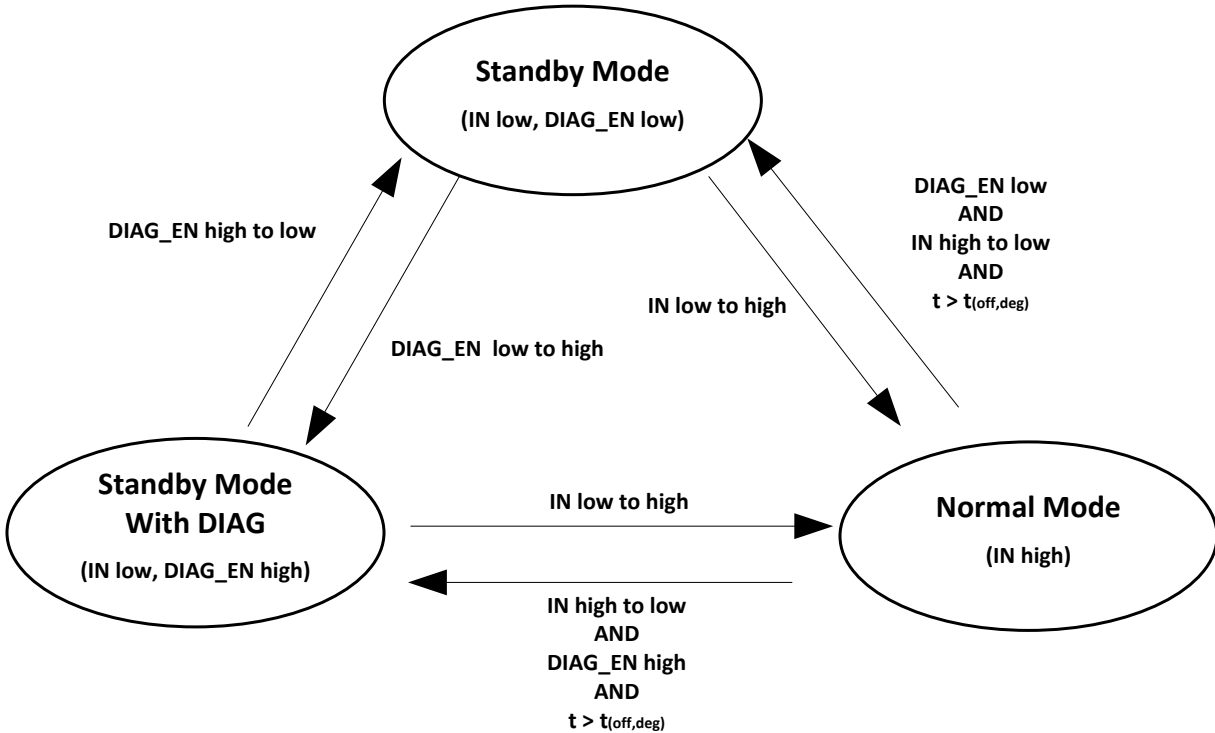 Standby Mode
(IN low, DIAG_EN low)
DIAG_EN high to low
DIAG_EN low to high
IN low to high
DIAG_EN low
AND
IN high to low
AND
t > t(off,deg)
Standby Mode
With DIAG
(IN low, DIAG_EN high)
IN low to high
IN high to low
AND
DIAG_EN high
AND
t > t(off,deg)
Normal Mode
(IN high)